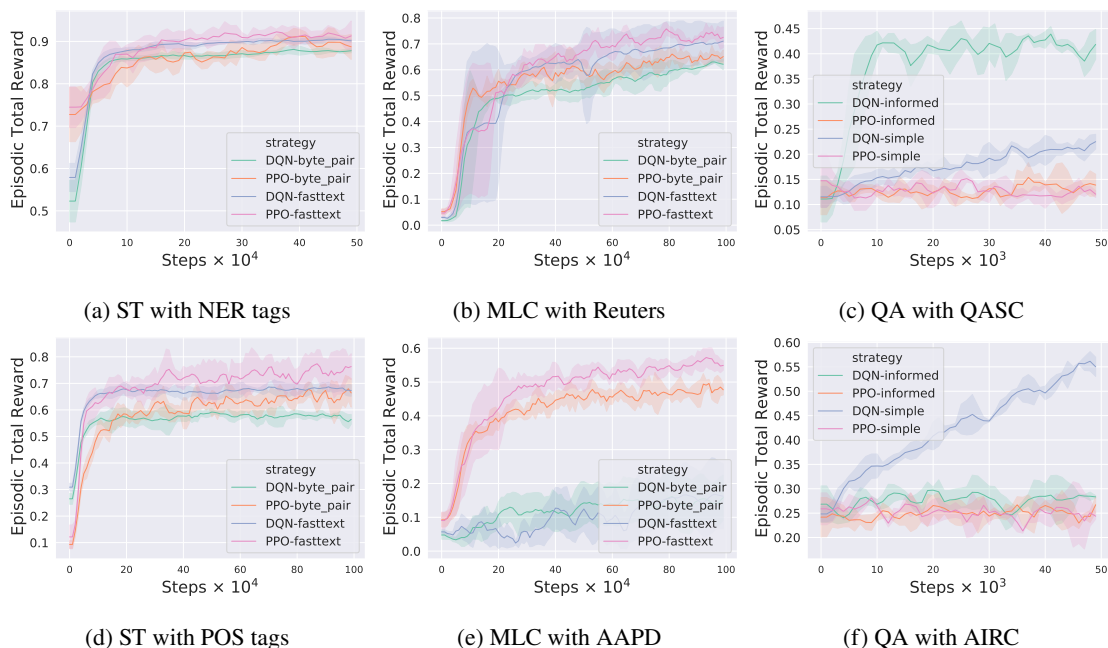 Episodic Total Reward
0.9
0.8
0.7
0.6
0.5
0 10 20 30 40 50
Steps × 10⁴
strategy
DQN-byte_pair
PPO-byte_pair
DQN-fasttext
PPO-fasttext
(a) ST with NER tags
Episodic Total Reward
0.8
0.7
0.6
0.5
0.4
0.3
0.2
0.1
0.0
0 20 40 60 80 100
Steps × 10⁴
strategy
DQN-byte_pair
PPO-byte_pair
DQN-fasttext
PPO-fasttext
(b) MLC with Reuters
Episodic Total Reward
0.45
0.40
0.35
0.30
0.25
0.20
0.15
0.10
0.05
0 10 20 30 40 50
Steps × 10³
strategy
DQN-informed
PPO-informed
DQN-simple
PPO-simple
(c) QA with QASC
Episodic Total Reward
0.8
0.7
0.6
0.5
0.4
0.3
0.2
0.1
0 20 40 60 80 100
Steps × 10⁴
strategy
DQN-byte_pair
PPO-byte_pair
DQN-fasttext
PPO-fasttext
(d) ST with POS tags
Episodic Total Reward
0.6
0.5
0.4
0.3
0.2
0.1
0.0
0 20 40 60 80 100
Steps × 10⁴
strategy
DQN-byte_pair
PPO-byte_pair
DQN-fasttext
PPO-fasttext
(e) MLC with AAPD
Episodic Total Reward
0.60
0.55
0.50
0.45
0.40
0.35
0.30
0.25
0.20
0 10 20 30 40 50
Steps × 10³
strategy
DQN-informed
PPO-informed
DQN-simple
PPO-simple
(f) QA with AIRC